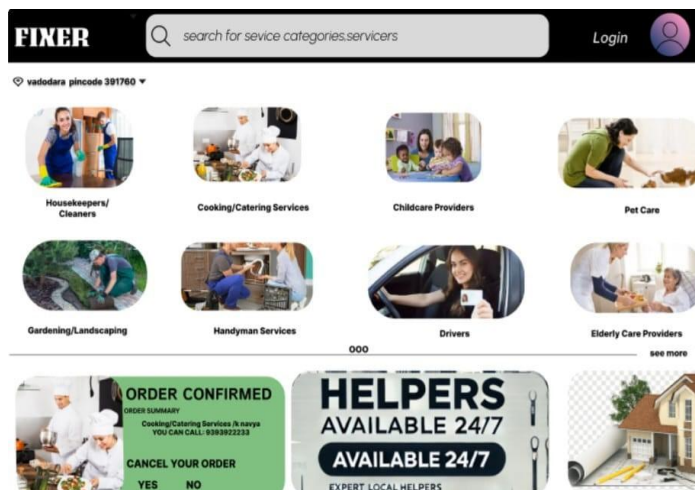 FIXER
search for sevice categories.servicers
Login
vadodara pincode 391760
Housekeepers/
Cleaners
Cooking/Catering Services
Childcare Providers
Pet Care
Gardening/Landscaping
Handyman Services
Drivers
Elderly Care Providers
see more
ORDER CONFIRMED
ORDER SUMMARY
Cooking/Catering Services /k navya
YOU CAN CALL: 9393922233
CANCEL YOUR ORDER
YES NO
HELPERS
AVAILABLE 24/7
AVAILABLE 24/7
EXPERT LOCAL HELPERS